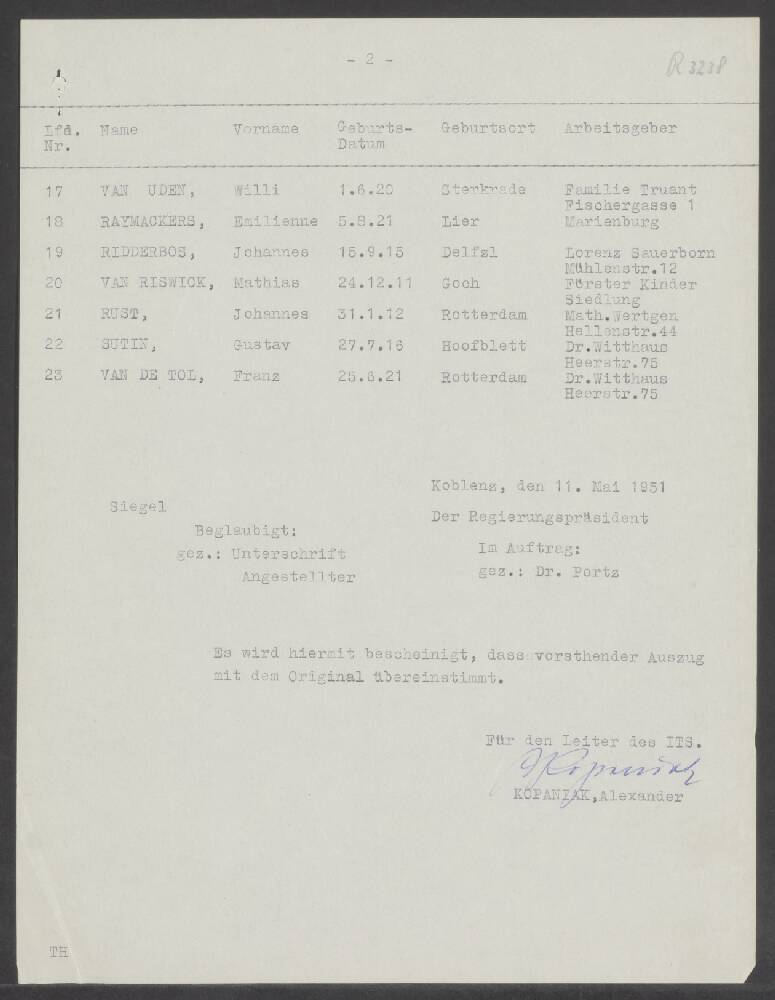 - 2 -
R 3238
Lfd. Name Vorname Geburts- Geburtsort Arbeitsgeber
Nr. Datum
17 VAN UDEN, Willi 1.6.20 Sterkrade Familie Truant
Fischergasse 1
18 RAYMACKERS, Emilienne 5.8.21 Lier Marienburg
19 RIDDERBOS, Johannes 15.9.15 Delfzl Lorenz Sauerborn
Mühlenstr.12
20 VAN RISWICK, Mathias 24.12.11 Goch Förster Kinder
Siedlung
21 RUST, Johannes 31.1.12 Rotterdam Math.Wertgen
Hellenstr.44
22 SUTIN, Gustav 27.7.16 Hoofblett Dr.Witthaus
Heerstr.75
23 VAN DE TOL, Franz 25.6.21 Rotterdam Dr.Witthaus
Heerstr.75
Koblenz, den 11. Mai 1951
Siegel
Der Regierungspräsident
Beglaubigt:
Im Auftrag:
gez.: Unterschrift
gez.: Dr. Portz
Angestellter
Es wird hiermit bescheinigt, dass vorsthender Auszug
mit dem Original übereinstimmt.
Für den Leiter des ITS.
KOPANIAK,Alexander
TH